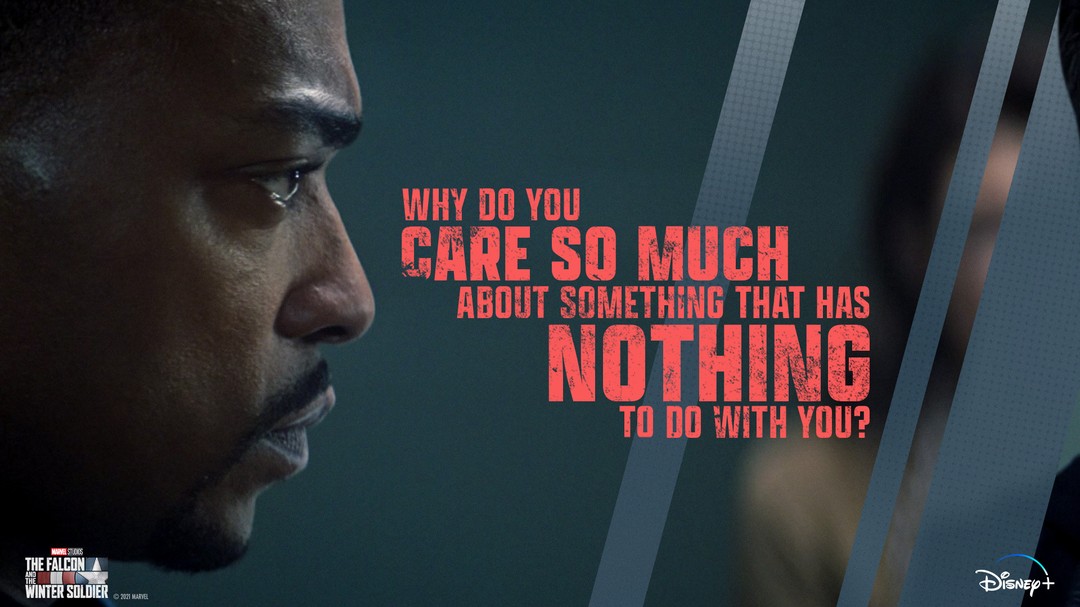 WHY DO YOU
CARE SO MUCH
ABOUT SOMETHING THAT HAS
NOTHING
TO DO WITH YOU?
MARVEL STUDIOS
THE FALCON
AND THE
WINTER SOLDIER
© 2021 MARVEL
Disney+